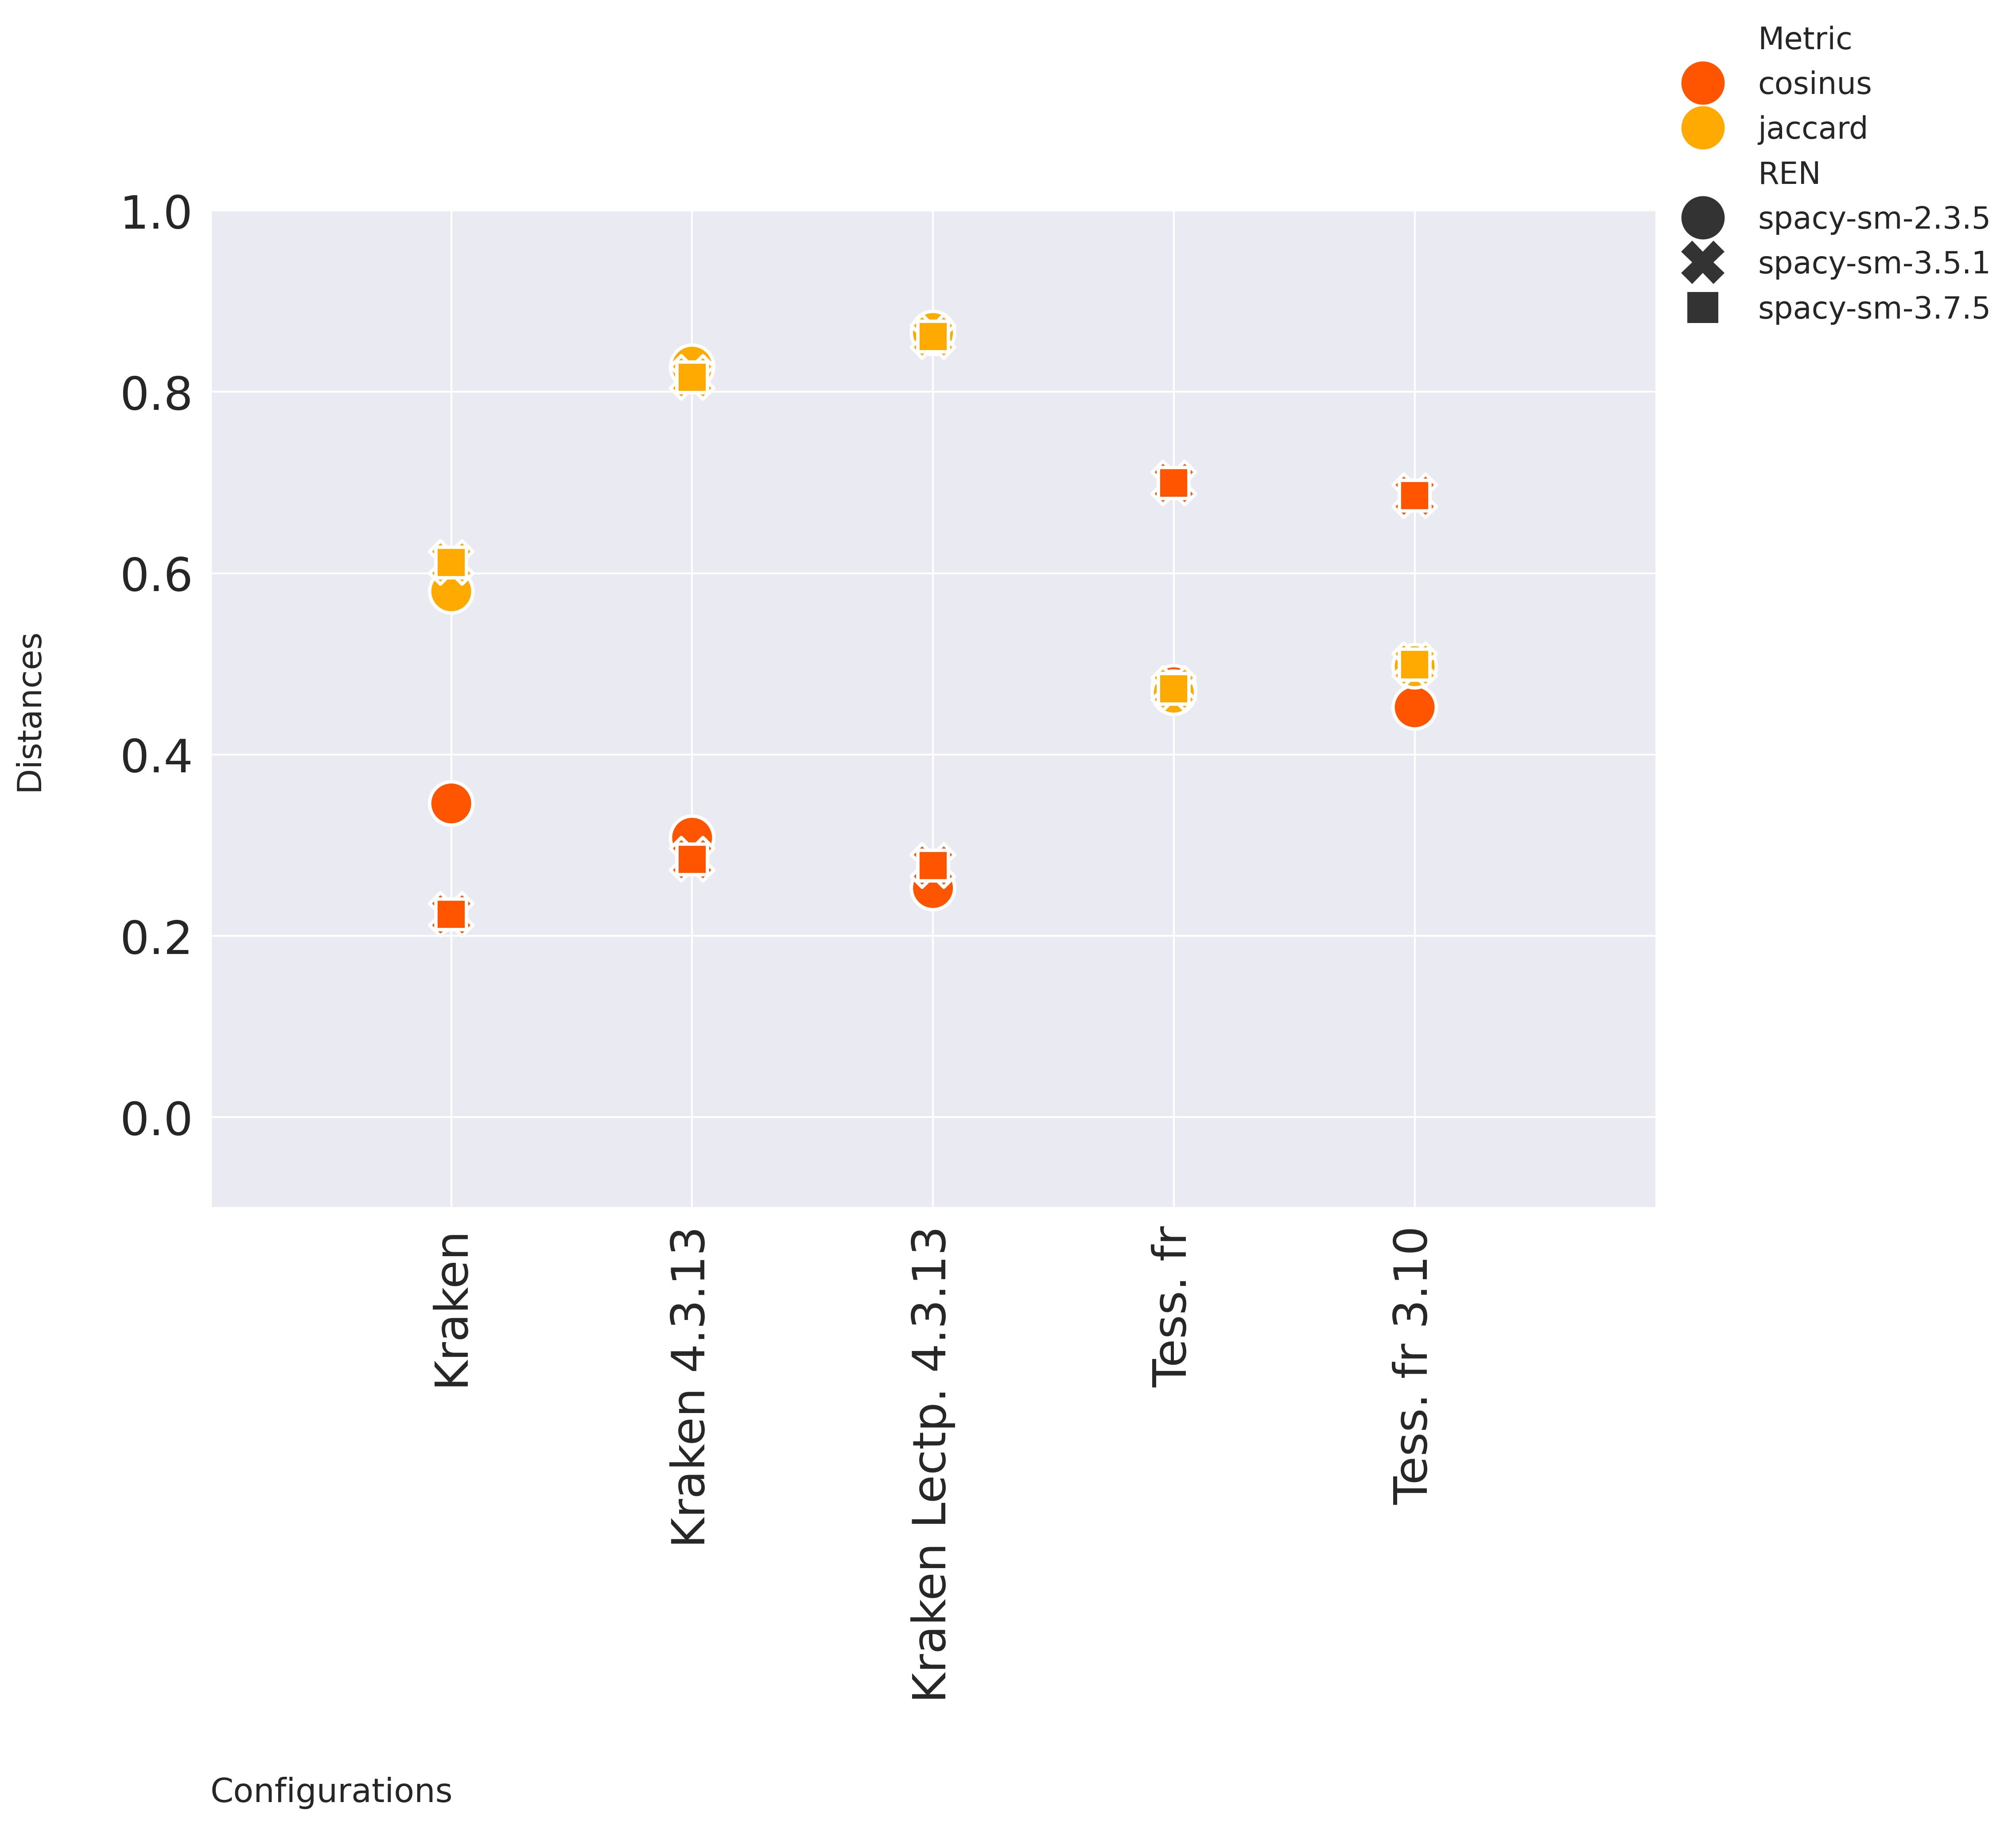 Metric
cosinus
jaccard
REN
spacy-sm-2.3.5
spacy-sm-3.5.1
spacy-sm-3.7.5
1.0
0.8
0.6
0.4
0.2
0.0
Distances
Kraken
Kraken 4.3.13
Kraken Lectp. 4.3.13
Tess. fr
Tess. fr 3.10
Configurations